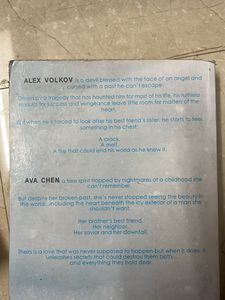 ALEX VOLKOV is a devil blessed with the face of an angel and
cursed with a past he can't escape.
Driven by a tragedy that has haunted him for most of his life, his ruthless
pursuits for success and vengeance leave little room for matters of the
heart.
But when he's forced to look after his best friend's sister, he starts to feel
something in his chest:
A crack.
A melt.
A fire that could end his world as he knew it.
AVA CHEN is a free spirit trapped by nightmares of a childhood she
can't remember.
But despite her broken past, she's never stopped seeing the beauty in
the world...including the heart beneath the icy exterior of a man she
shouldn't want.
Her brother's best friend.
Her neighbor.
Her savior and her downfall.
Theirs is a love that was never supposed to happen-but when it does, it
unleashes secrets that could destroy them both...
and everything they hold dear.